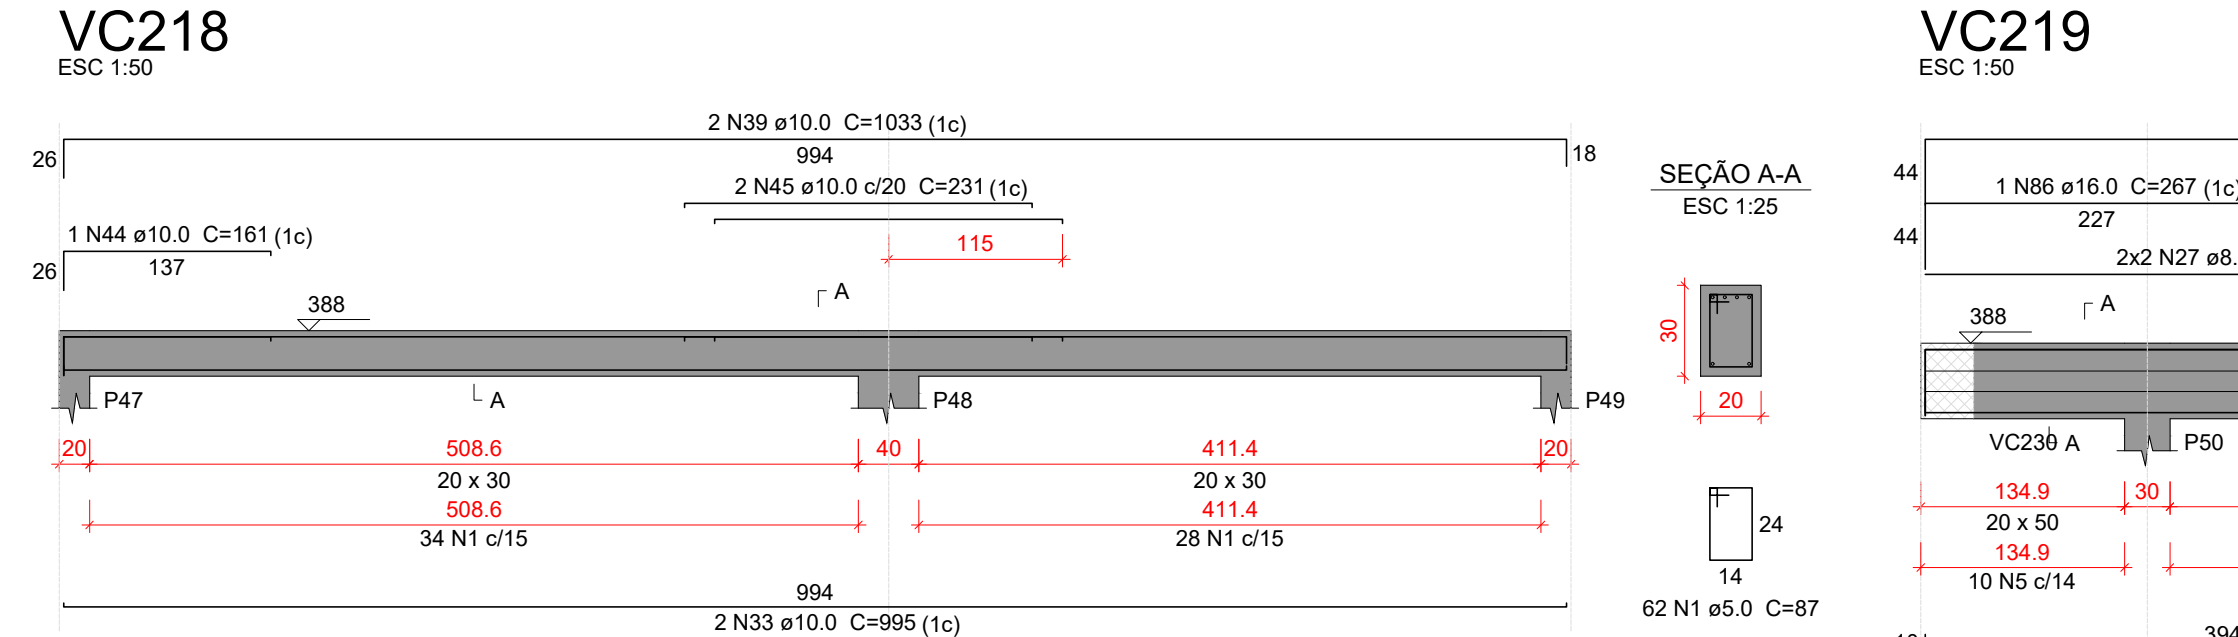 VC218
ESC 1:50
2 N39 ø10.0 C=1033 (1c)
26
994
18
2 N45 ø10.0 c/20 C=231 (1c)
1 N44 ø10.0 C=161 (1c)
115
26
137
A
388
P47
A
P48
P49
20
508.6
40
411.4
20
20 x 30
20 x 30
508.6
411.4
34 N1 c/15
28 N1 c/15
994
2 N33 ø10.0 C=995 (1c)
SEÇÃO A-A
ESC 1:25
30
20
24
14
62 N1 ø5.0 C=87
VC219
ESC 1:50
44
1 N86 ø16.0 C=267 (1c)
227
44
2x2 N27 ø8.
A
388
VC230 A
P50
134.9
30
20 x 50
134.9
10 N5 c/14
394